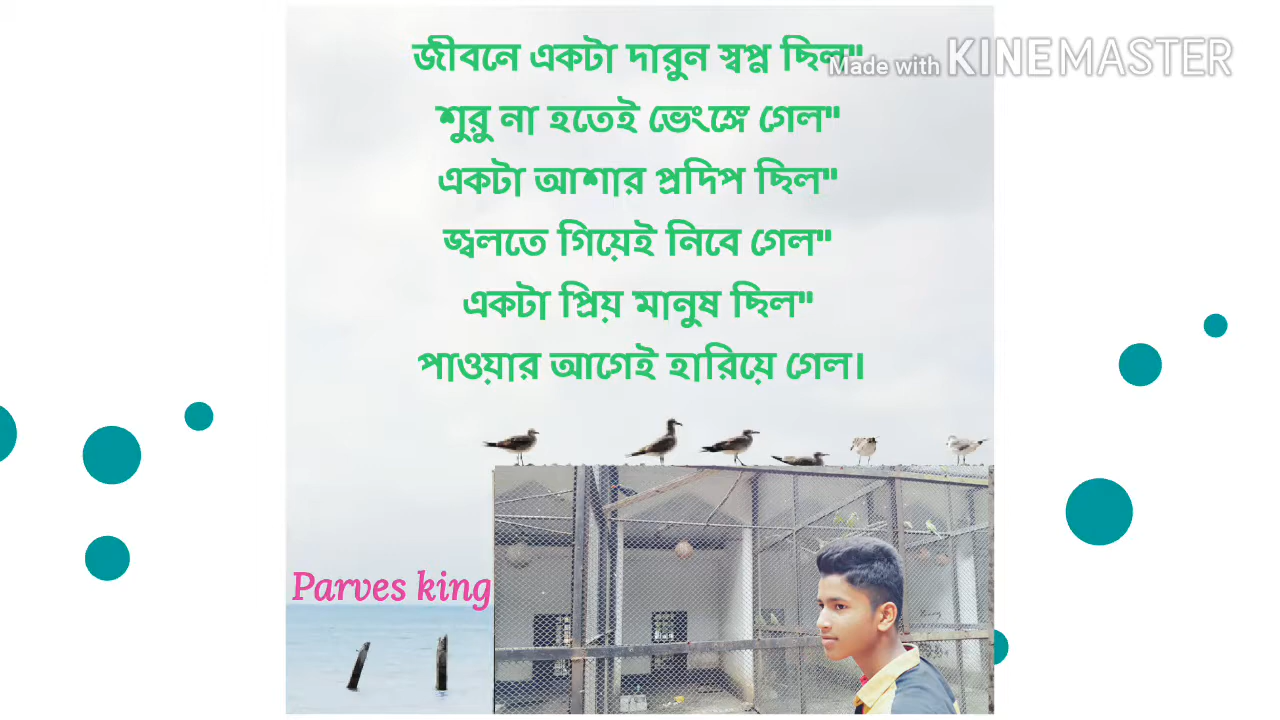 জীবনে একটা দারুন স্বপ্ন ছিল"
Made with KINEMASTER
শুরু না হতেই ভেংঙ্গে গেল"
একটা আশার প্রদিপ ছিল"
জ্বলতে গিয়েই নিবে গেল"
একটা প্রিয় মানুষ ছিল"
পাওয়ার আগেই হারিয়ে গেল।
Parves king